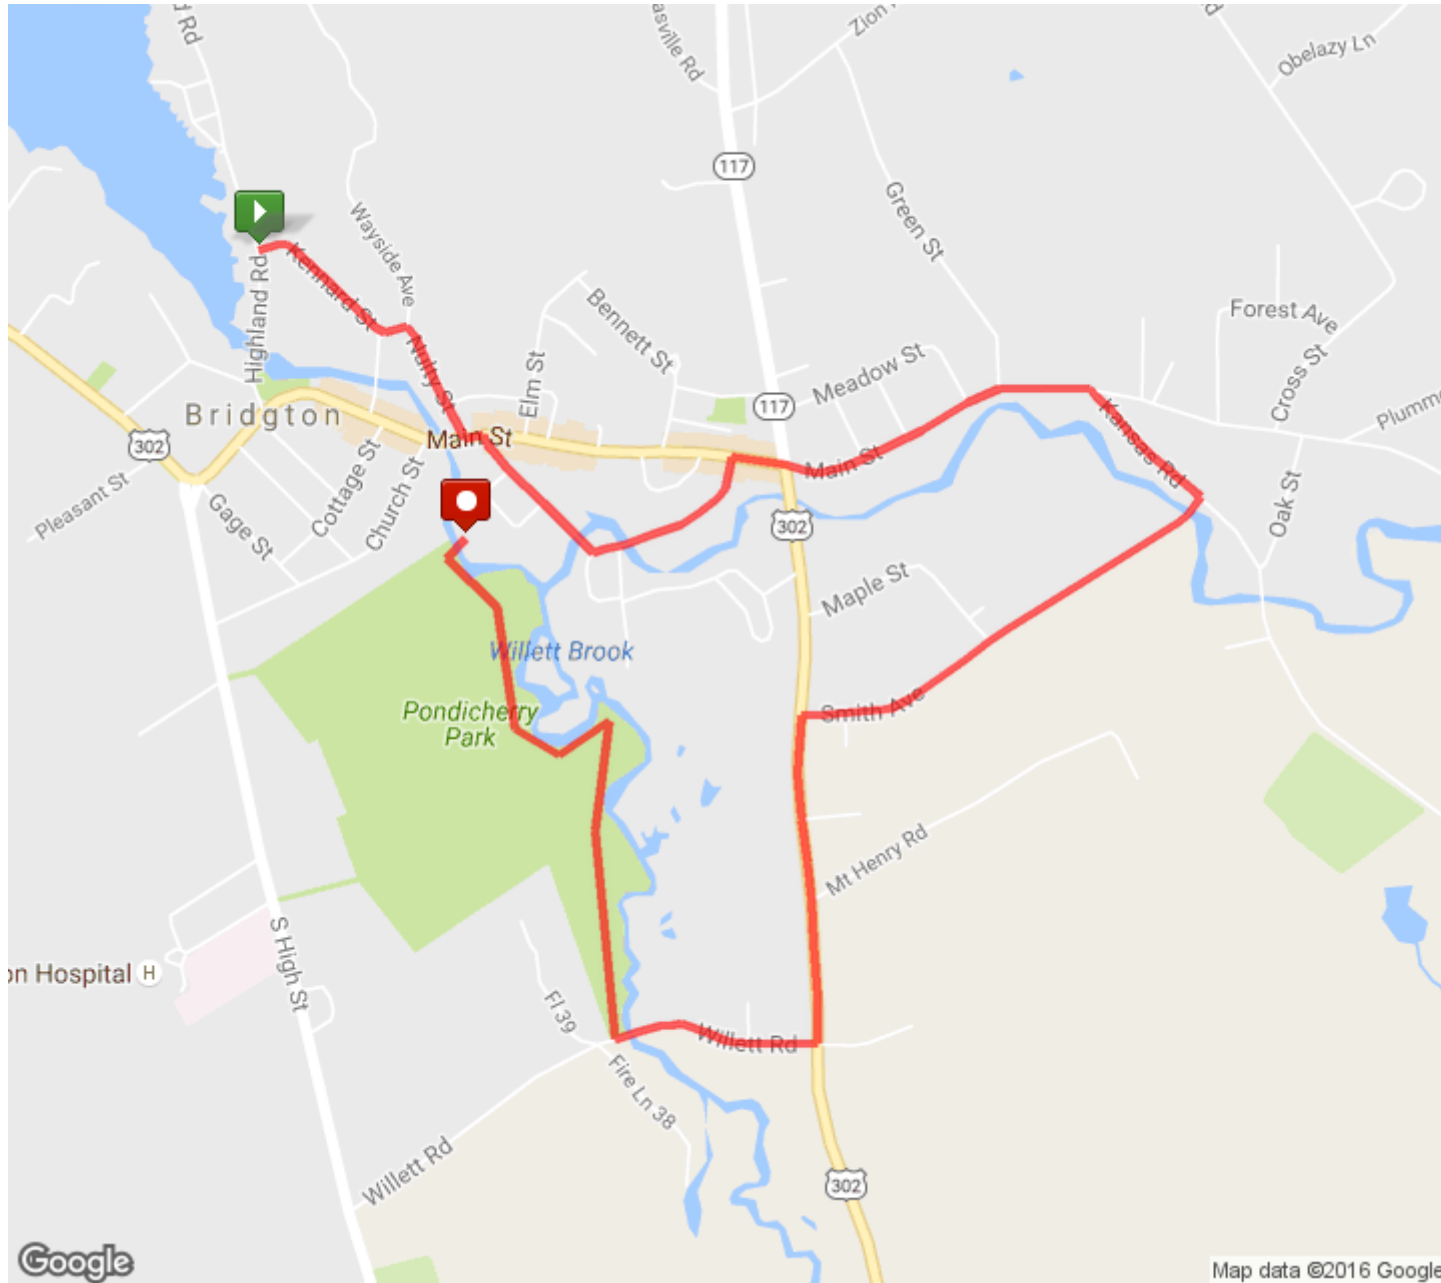 d Rd
asville Rd
Zion
d
Obelazy Ln
117
Wayside Ave
Green St
Kennard St
Highland Rd
Bennett St
Forest Ave
Nulty St
Elm St
Meadow St
Cross St
117
Bridgton
Main St
Kansas Rd
Plumm
302
Cottage St
Church St
Main St
Pleasant St
Gage St
302
Oak St
Maple St
Willett Brook
Pondicherry
Park
Smith Ave
Mt Henry Rd
on Hospital H
S High St
Fl 39
Willett Rd
Fire Ln 38
Willett Rd
302
Google
Map data ©2016 Google